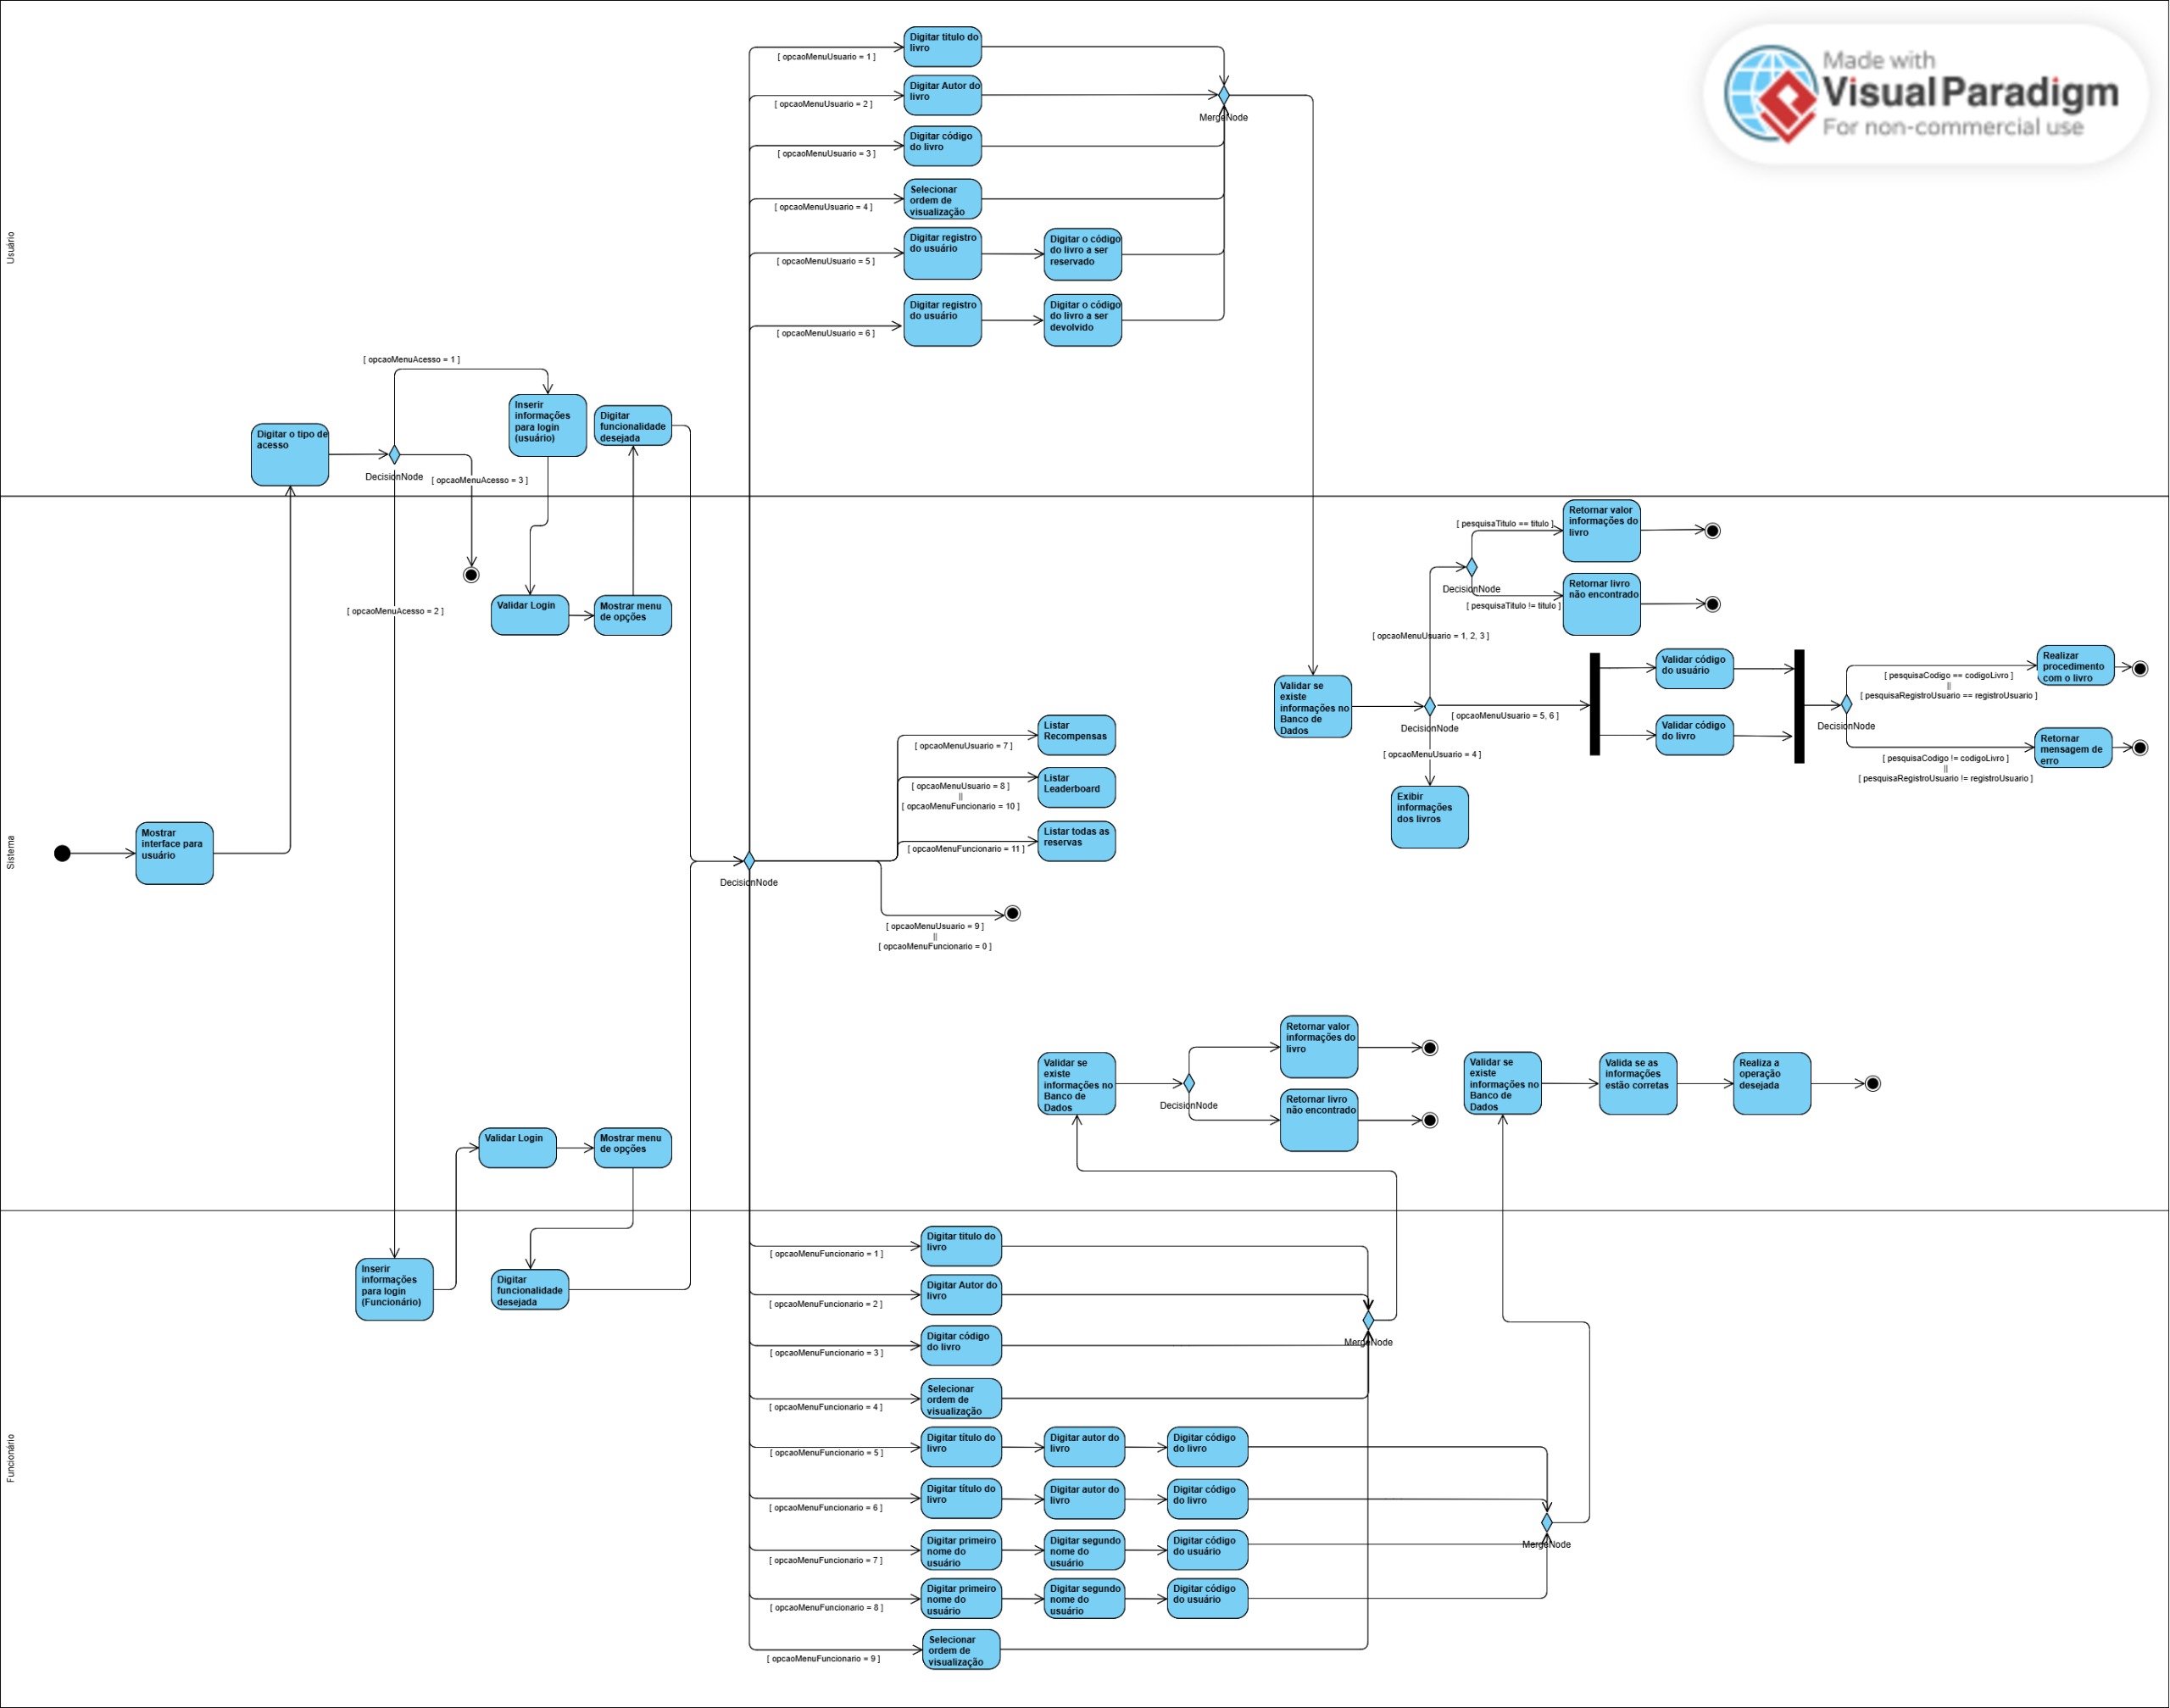 Made with
Visual Paradigm
For non-commercial use
Usuário
Digitar titulo do
livro
[ opcaoMenuUsuario = 1 ]
Digitar Autor do
livro
[ opcaoMenuUsuario = 2 ]
MergeNode
Digitar código
do livro
[ opcaoMenuUsuario = 3 ]
Selecionar
ordem de
visualização
[ opcaoMenuUsuario = 4 ]
Digitar registro
do usuário
[ opcaoMenuUsuario = 5 ]
Digitar o código
do livro a ser
reservado
Digitar registro
do usuário
[ opcaoMenuUsuario = 6 ]
Digitar o código
do livro a ser
devolvido
[ opcaoMenuAcesso = 1 ]
Digitar o tipo de
acesso
DecisionNode
[ opcaoMenuAcesso = 3 ]
Inserir
informações
para login
(usuário)
Digitar
funcionalidade
desejada
Sistema
[ opcaoMenuAcesso = 2 ]
Validar Login
Mostrar menu
de opções
Mostrar
interface para
usuário
DecisionNode
[ opcaoMenuUsuario = 7 ]
Listar
Recompensas
[ opcaoMenuUsuario = 8 ]
||
[ opcaoMenuFuncionario = 10 ]
Listar
Leaderboard
[ opcaoMenuFuncionario = 11 ]
Listar todas as
reservas
[ opcaoMenuUsuario = 9 ]
||
[ opcaoMenuFuncionario = 0 ]
Validar se
existe
informações no
Banco de
Dados
DecisionNode
[ opcaoMenuUsuario = 1, 2, 3 ]
DecisionNode
[ pesquisaTitulo == titulo ]
Retornar valor
informações do
livro
[ pesquisaTitulo != titulo ]
Retornar livro
não encontrado
[ opcaoMenuUsuario = 5, 6 ]
[ opcaoMenuUsuario = 4 ]
Exibir
informações
dos livros
Validar código
do usuário
Validar código
do livro
DecisionNode
[ pesquisaCodigo == codigoLivro ]
||
[ pesquisaRegistroUsuario == registroUsuario ]
Realizar
procedimento
com o livro
[ pesquisaCodigo != codigoLivro ]
||
[ pesquisaRegistroUsuario != registroUsuario ]
Retornar
mensagem de
erro
Validar se
existe
informações no
Banco de
Dados
DecisionNode
Retornar valor
informações do
livro
Retornar livro
não encontrado
Validar se
existe
informações no
Banco de
Dados
Valida se as
informações
estão corretas
Realiza a
operação
desejada
Validar Login
Mostrar menu
de opções
Funcionário
Inserir
informações
para login
(Funcionário)
Digitar
funcionalidade
desejada
Digitar titulo do
livro
[ opcaoMenuFuncionario = 1 ]
Digitar Autor do
livro
[ opcaoMenuFuncionario = 2 ]
Digitar código
do livro
[ opcaoMenuFuncionario = 3 ]
MergeNode
Selecionar
ordem de
visualização
[ opcaoMenuFuncionario = 4 ]
Digitar título do
livro
[ opcaoMenuFuncionario = 5 ]
Digitar autor do
livro
Digitar código
do livro
Digitar título do
livro
[ opcaoMenuFuncionario = 6 ]
Digitar autor do
livro
Digitar código
do livro
MergeNode
Digitar primeiro
nome do
usuário
[ opcaoMenuFuncionario = 7 ]
Digitar segundo
nome do
usuário
Digitar código
do usuário
Digitar primeiro
nome do
usuário
[ opcaoMenuFuncionario = 8 ]
Digitar segundo
nome do
usuário
Digitar código
do usuário
Selecionar
ordem de
visualização
[ opcaoMenuFuncionario = 9 ]